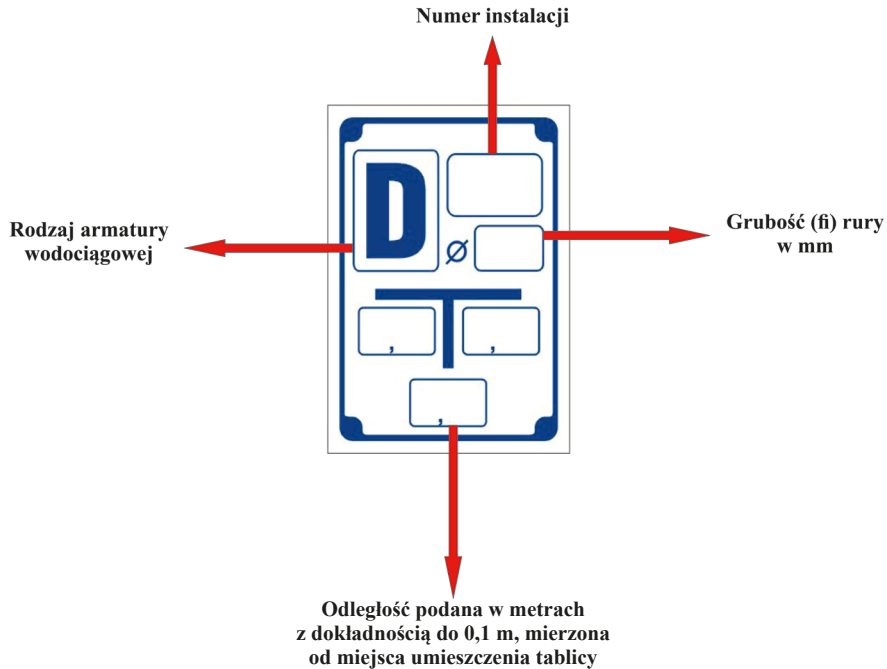 Numer instalacji
Rodzaj armatury
wodociągowej
D
Ø
Grubość (fi) rury
w mm
, ,
,
Odległość podana w metrach
z dokładnością do 0,1 m, mierzona
od miejsca umieszczenia tablicy